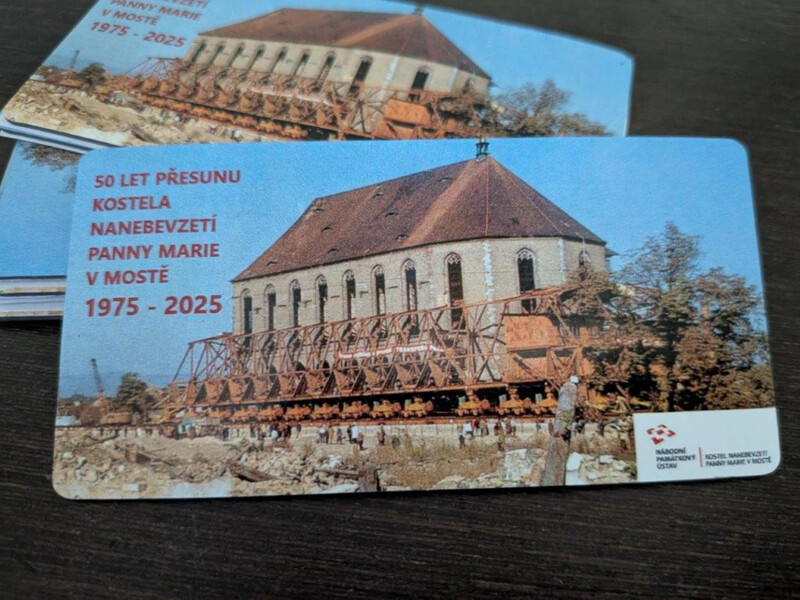 NANEBEVZETÍ
PANNY MARIE
V MOSTĚ
1975 - 2025
50 LET PŘESUNU
KOSTELA
NANEBEVZETÍ
PANNY MARIE
V MOSTĚ
1975 - 2025
NÁRODNÍ
PAMÁTKOVÝ
ÚSTAV
KOSTEL NANEBEVZETÍ
PANNY MARIE V MOSTĚ